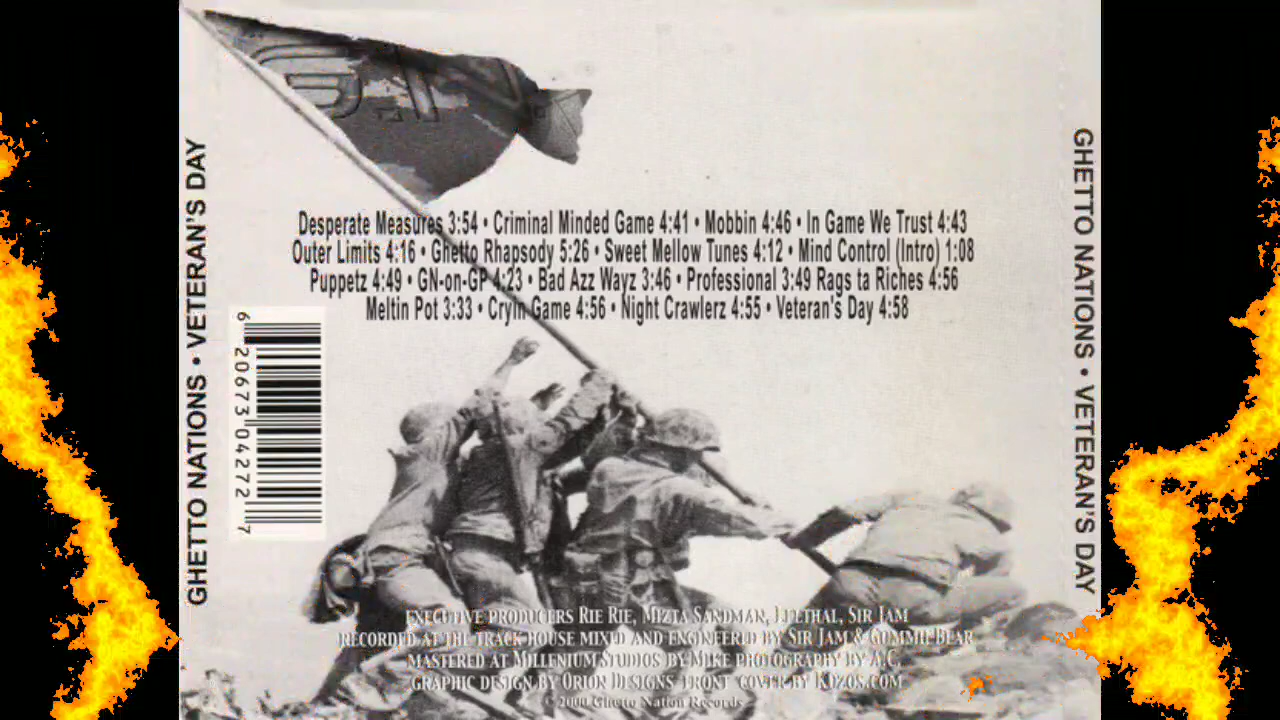 G.N
Desperate Measures 3:54 • Criminal Minded Game 4:41 • Mobbin 4:46 • In Game We Trust 4:43
Outer Limits 4:16 • Ghetto Rhapsody 5:26 • Sweet Mellow Tunes 4:12 • Mind Control (Intro) 1:08
Puppetz 4:49 • GN-on-GP 4:23 • Bad Azz Wayz 3:46 • Professional 3:49 Rags ta Riches 4:56
Meltin Pot 3:33 • Cryin Game 4:56 • Night Crawlerz 4:55 • Veteran's Day 4:58
GHETTO NATIONS • VETERAN'S DAY
GHETTO NATIONS • VETERAN'S DAY
6 20673 04272 7
EXECUTIVE PRODUCERS RIE RIE, MIZTA SANDMAN, LETHAL, SIR JAM
RECORDED AT THE TRACK HOUSE MIXED AND ENGINEERED BY SIR JAM & GUMMIE BEAR
MASTERED AT MILLENIUM STUDIOS BY MIKE PHOTOGRAPHY BY A.C.
GRAPHIC DESIGN BY ORION DESIGNS FRONT COVER BY KOZOS.COM
© 2000 Ghetto Nation Records